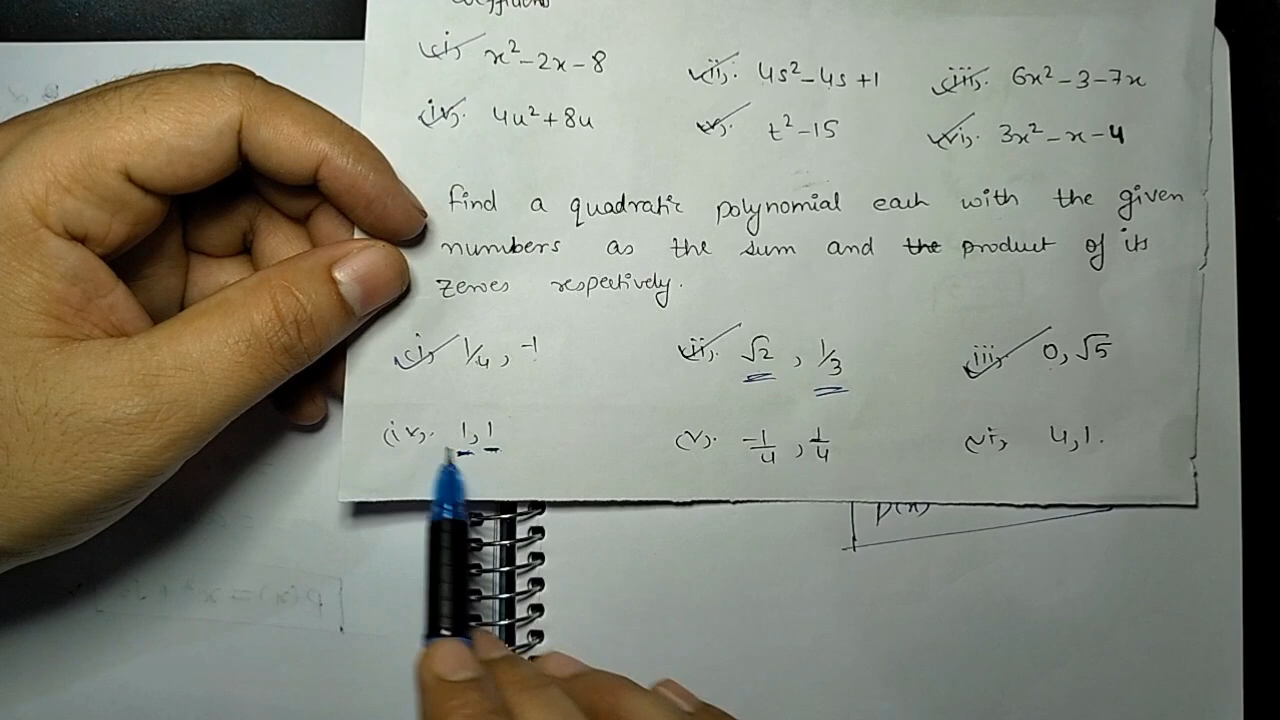 (i) x²-2x-8 (ii). 4s²-4s+1 (iii). 6x²-3-7x
(iv). 4u²+8u (v). t²-15 (vi). 3x²-x-4
find a quadratic polynomial each with the given
numbers as the sum and the product of its
zeroes respectively.
(i). 1/4, -1 (ii). √2, 1/3 (iii). 0, √5
(iv). 1, 1 (v). -1/4, 1/4 (vi). 4, 1.
p(x)